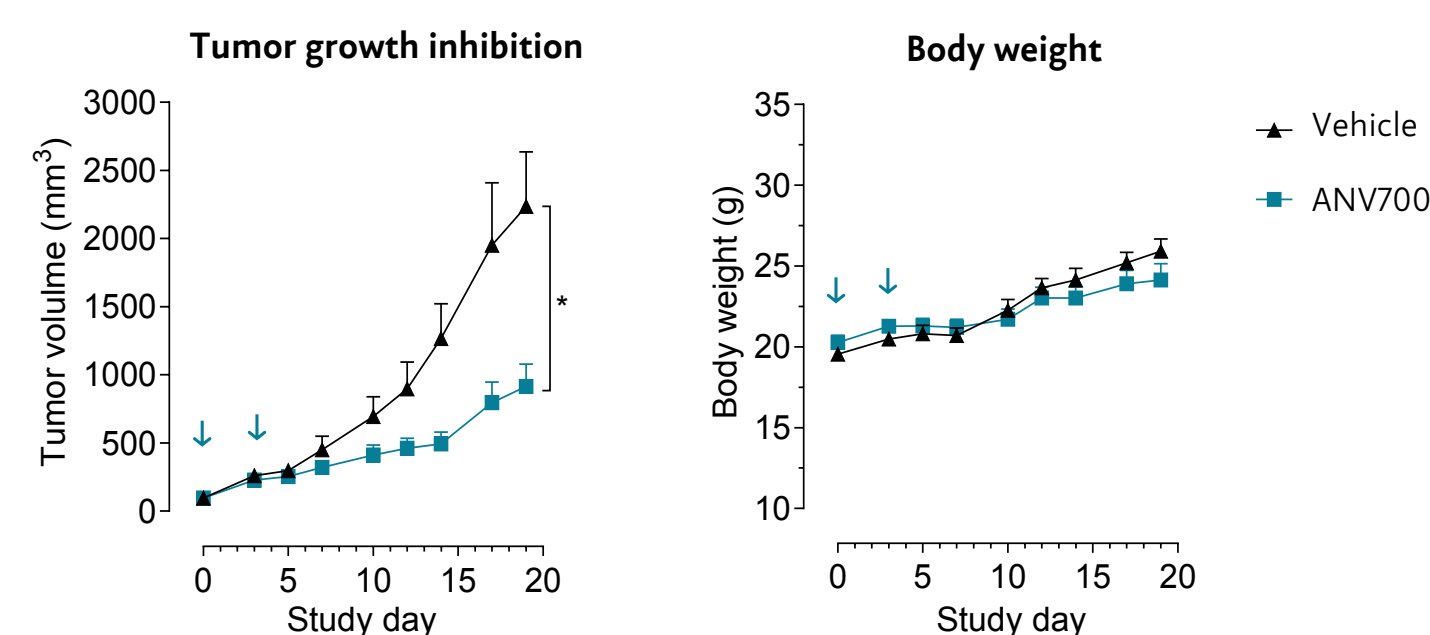 Tumor growth inhibition
Tumor volulme (mm³)
3000
2500
2000
1500
1000
500
0
*
0 5 10 15 20
Study day
Body weight
Body weight (g)
35
30
25
20
15
10
0 5 10 15 20
Study day
Vehicle
ANV700